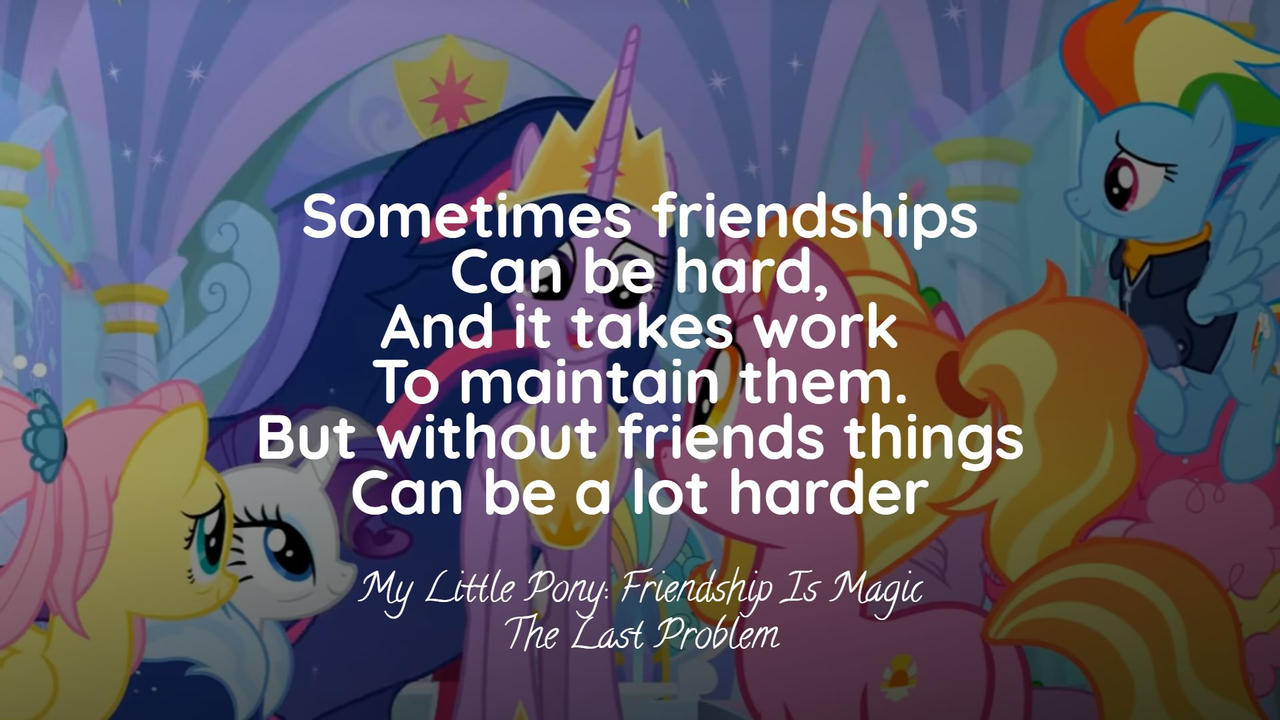 Sometimes friendships
Can be hard,
And it takes work
To maintain them.
But without friends things
Can be a lot harder
My Little Pony: Friendship Is Magic
The Last Problem